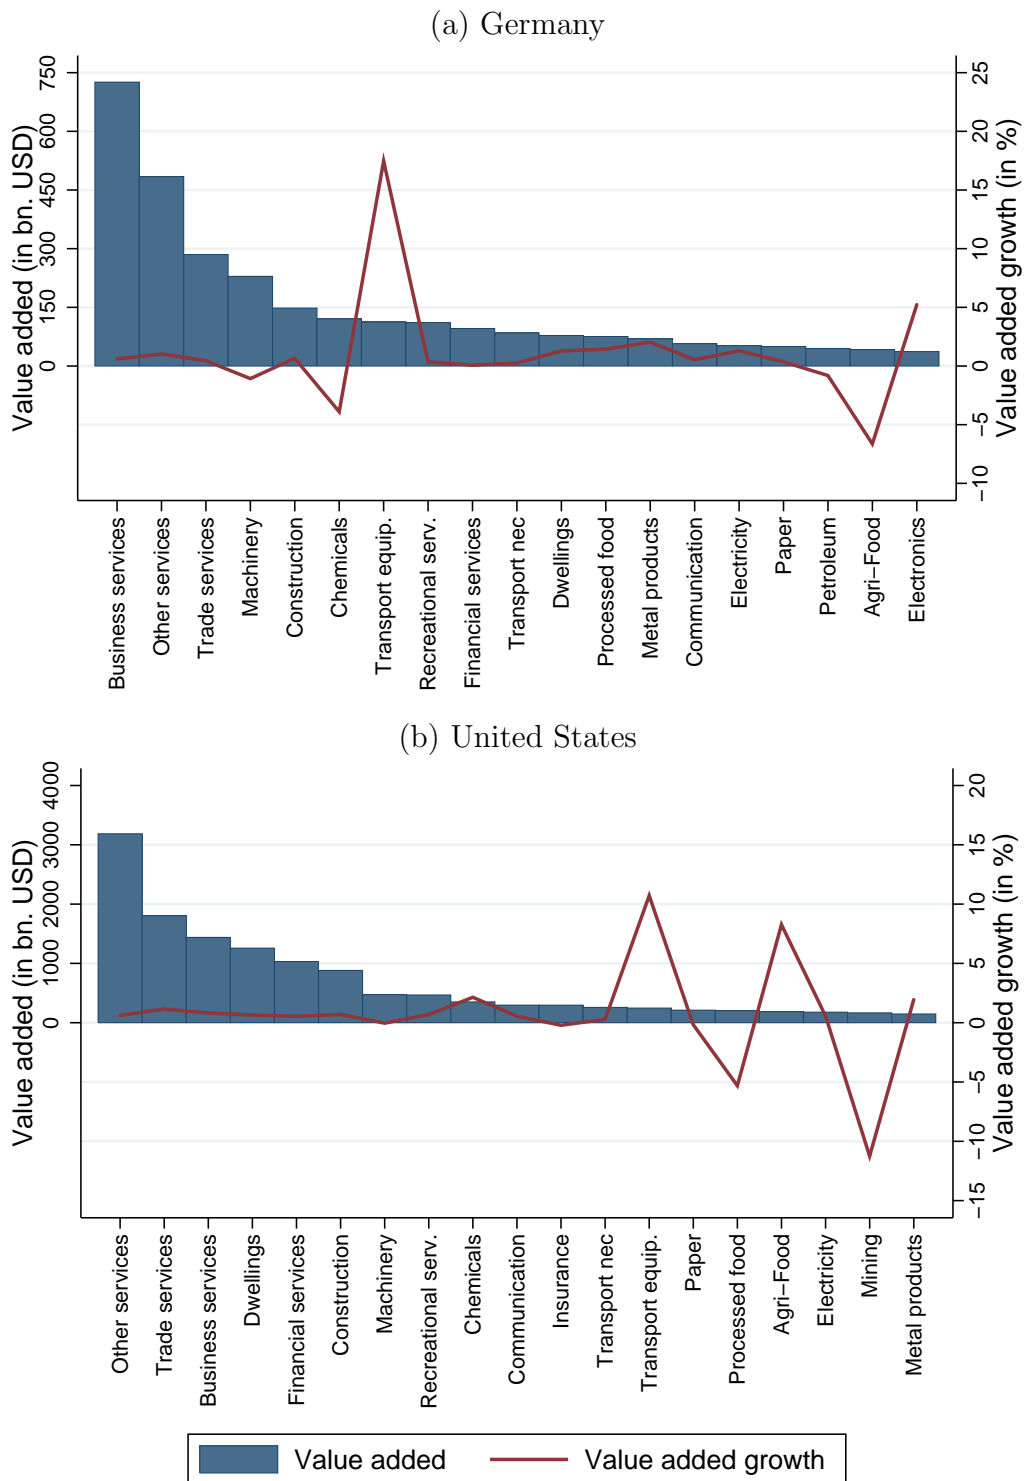 (a) Germany
Value added (in bn. USD)
750
600
450
300
150
0
25
20
15
10
5
0
−5
−10
Value added growth (in %)
Business services
Other services
Trade services
Machinery
Construction
Chemicals
Transport equip.
Recreational serv.
Financial services
Transport nec
Dwellings
Processed food
Metal products
Communication
Electricity
Paper
Petroleum
Agri−Food
Electronics
(b) United States
Value added (in bn. USD)
4000
3000
2000
1000
0
20
15
10
5
0
−5
−10
−15
Value added growth (in %)
Other services
Trade services
Business services
Dwellings
Financial services
Construction
Machinery
Recreational serv.
Chemicals
Communication
Insurance
Transport nec
Transport equip.
Paper
Processed food
Agri−Food
Electricity
Mining
Metal products
Value added
Value added growth